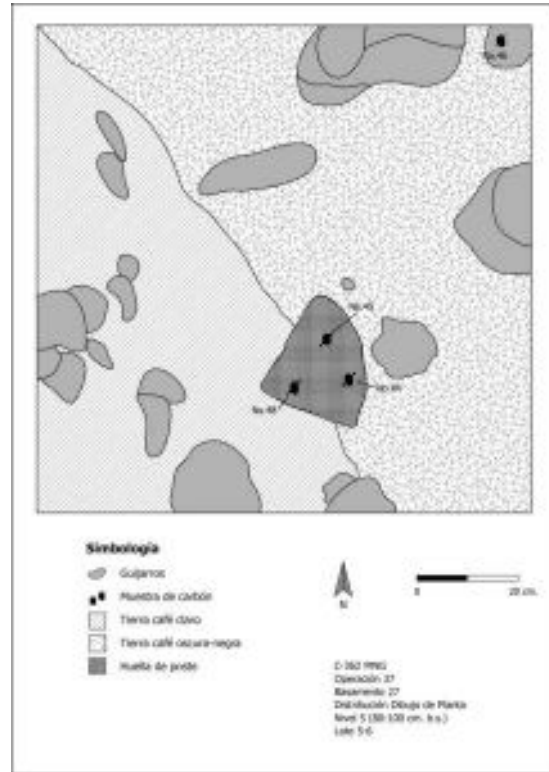 Simbología
Guijarros
Muestra de carbón
Tierra café claro
Tierra café oscura-negra
Huella de poste
N
0 20 cm.
Operación 37
Basamento 27
Distribución Dibujo de Planta
Nivel 5 (80-100 cm. b.s.)
Lote 5-6